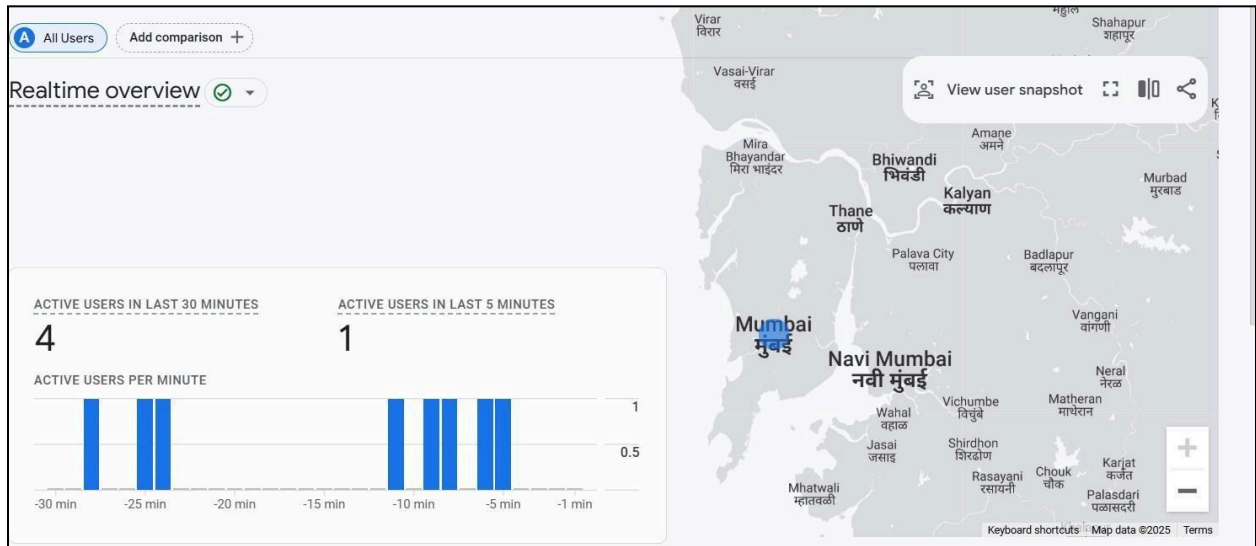 A All Users
Add comparison +
Realtime overview
ACTIVE USERS IN LAST 30 MINUTES
4
ACTIVE USERS IN LAST 5 MINUTES
1
ACTIVE USERS PER MINUTE
1
0.5
-30 min
-25 min
-20 min
-15 min
-10 min
-5 min
-1 min
View user snapshot
Virar
विरार
Shahapur
शहापूर
Vasai-Virar
वसई
Amane
अमने
Mira
Bhayandar
मिरा भाइंदर
Bhiwandi
भिवंडी
Murbad
मुरबाड
Kalyan
कल्याण
Thane
ठाणे
Palava City
पलावा
Badlapur
बदलापूर
Mumbai
मुंबई
Vangani
वांगणी
Navi Mumbai
नवी मुंबई
Neral
नेरळ
Vichumbe
विचुंबे
Matheran
माथेरान
Wahal
वहाळ
Jasai
जसाइ
Shirdhon
शिरढोण
Karjat
कर्जत
Rasayani
रसायनी
Chouk
चौक
Mhatwali
म्हातवळी
Palasdari
पळासदरी
Keyboard shortcuts
Map data ©2025
Terms